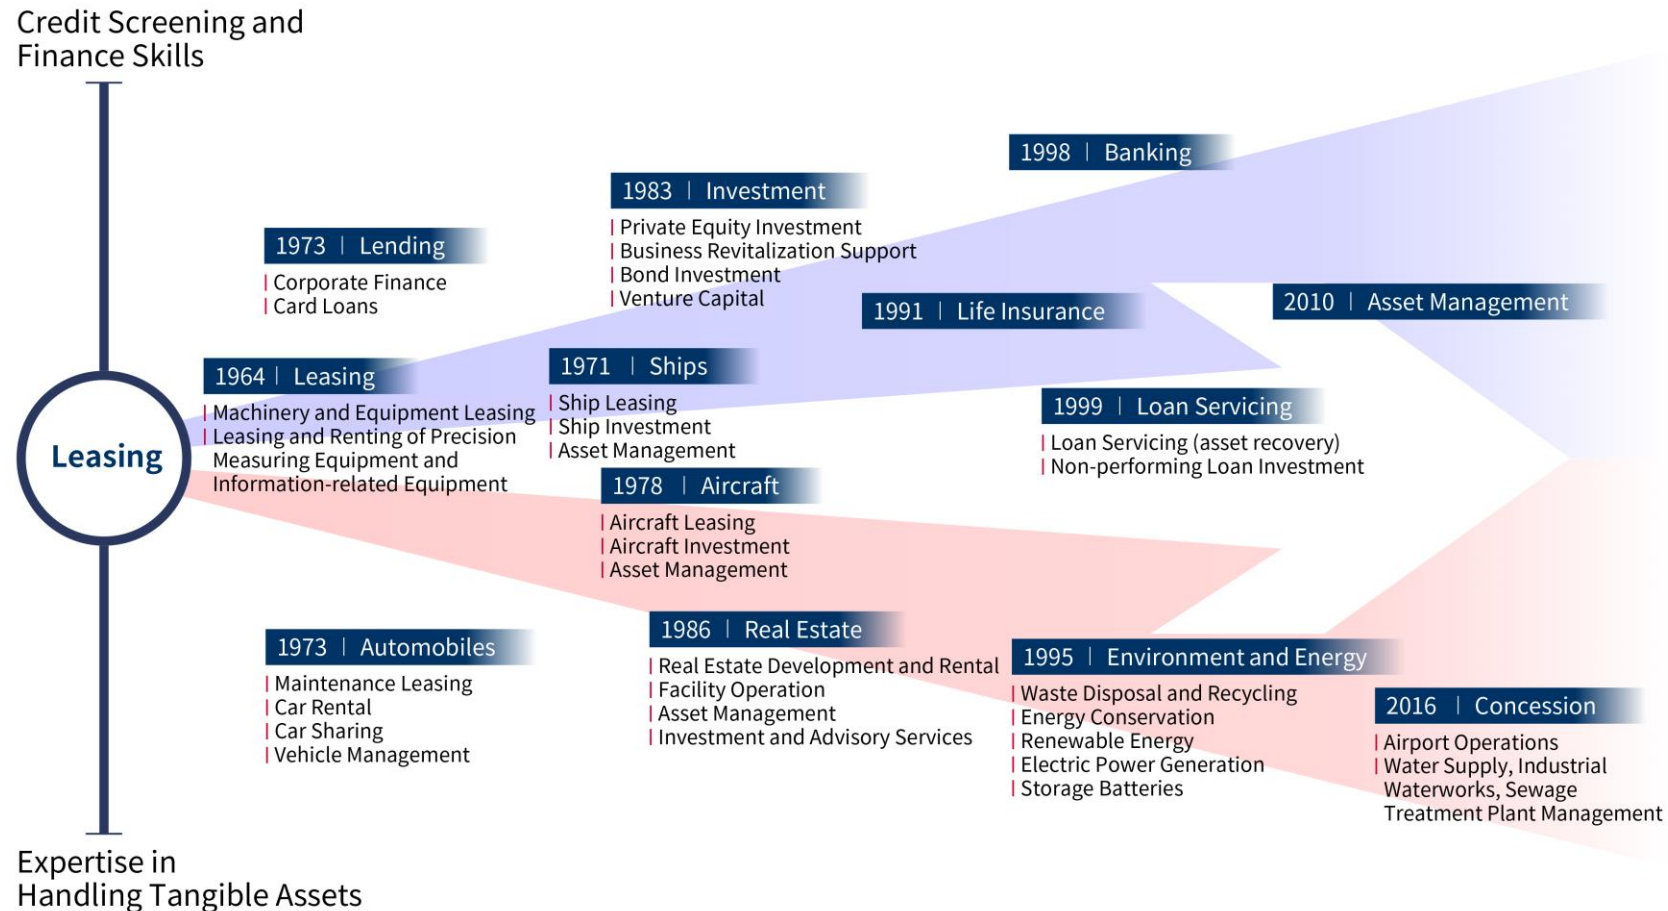 Credit Screening and
Finance Skills
1998 | Banking
1983 | Investment
Private Equity Investment
Business Revitalization Support
Bond Investment
Venture Capital
1973 | Lending
Corporate Finance
Card Loans
1991 | Life Insurance
2010 | Asset Management
1964 | Leasing
Machinery and Equipment Leasing
Leasing and Renting of Precision
Measuring Equipment and
Information-related Equipment
1971 | Ships
Ship Leasing
Ship Investment
Asset Management
1999 | Loan Servicing
Loan Servicing (asset recovery)
Non-performing Loan Investment
Leasing
1978 | Aircraft
Aircraft Leasing
Aircraft Investment
Asset Management
1973 | Automobiles
Maintenance Leasing
Car Rental
Car Sharing
Vehicle Management
1986 | Real Estate
Real Estate Development and Rental
Facility Operation
Asset Management
Investment and Advisory Services
1995 | Environment and Energy
Waste Disposal and Recycling
Energy Conservation
Renewable Energy
Electric Power Generation
Storage Batteries
2016 | Concession
Airport Operations
Water Supply, Industrial
Waterworks, Sewage
Treatment Plant Management
Expertise in
Handling Tangible Assets